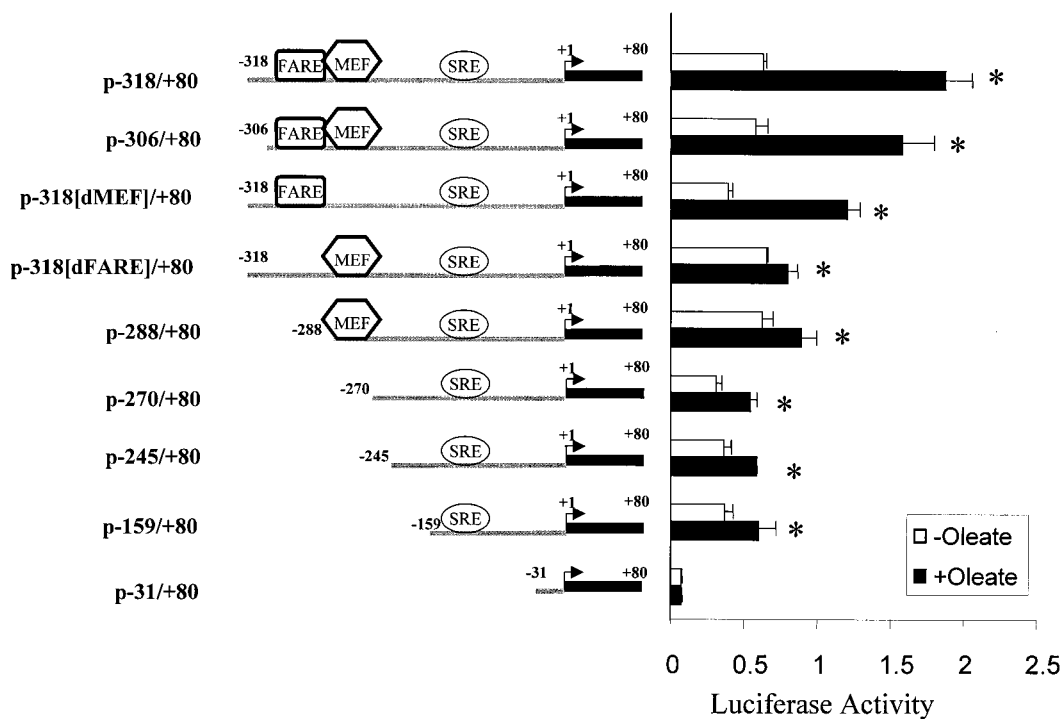 -318 FARE MEF SRE +1 +80
p-318/+80 *
-306 FARE MEF SRE +1 +80
p-306/+80 *
-318 FARE SRE +1 +80
p-318[dMEF]/+80 *
-318 MEF SRE +1 +80
p-318[dFARE]/+80 *
-288 MEF SRE +1 +80
p-288/+80 *
-270 SRE +1 +80
p-270/+80 *
-245 SRE +1 +80
p-245/+80 *
-159 SRE +1 +80
p-159/+80 *
-31 +80
p-31/+80
-Oleate
+Oleate
0 0.5 1 1.5 2 2.5
Luciferase Activity